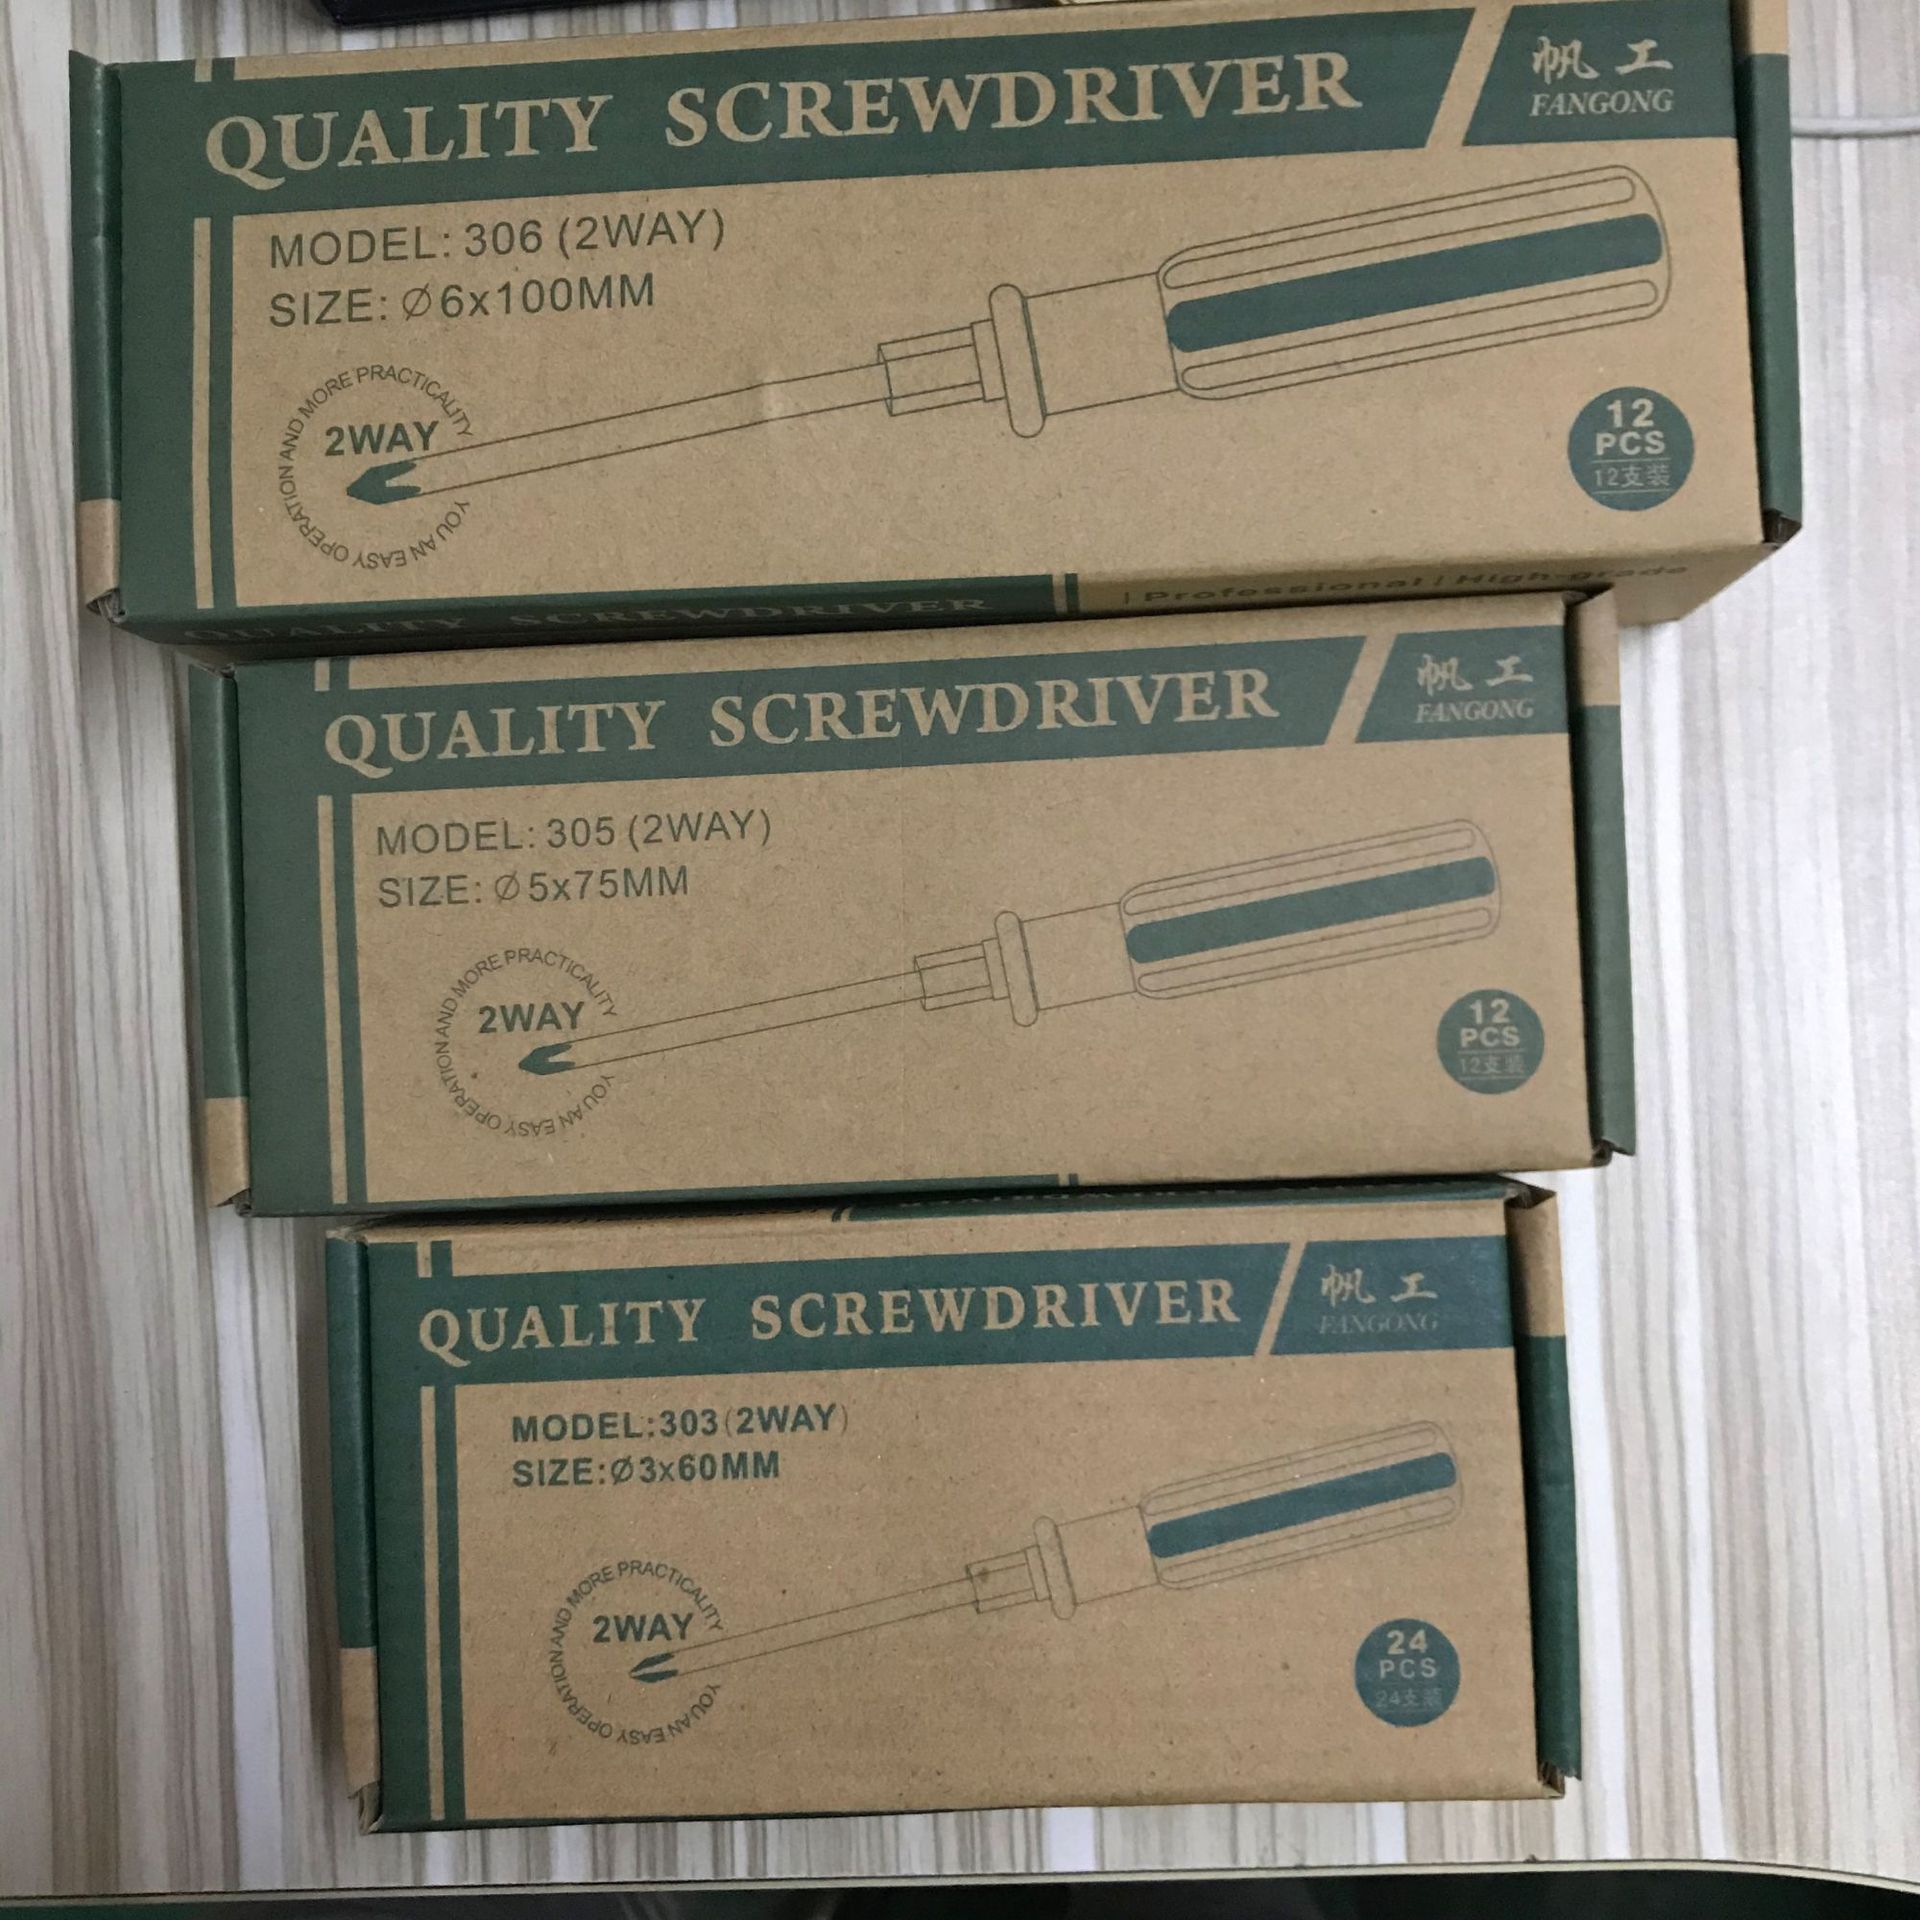 QUALITY SCREWDRIVER
帆工
FANGONG
MODEL: 306 (2WAY)
SIZE: Ø6x100MM
2WAY
YOU AN EASY OPERATION AND MORE PRACTICALITY
12
PCS
12支装
QUALITY SCREWDRIVER
| Professional | High-grade
QUALITY SCREWDRIVER
帆工
FANGONG
MODEL: 305 (2WAY)
SIZE: Ø5x75MM
2WAY
YOU AN EASY OPERATION AND MORE PRACTICALITY
12
PCS
12支装
QUALITY SCREWDRIVER
帆工
FANGONG
MODEL:303(2WAY)
SIZE:Ø3x60MM
2WAY
YOU AN EASY OPERATION AND MORE PRACTICALITY
24
PCS
24支装